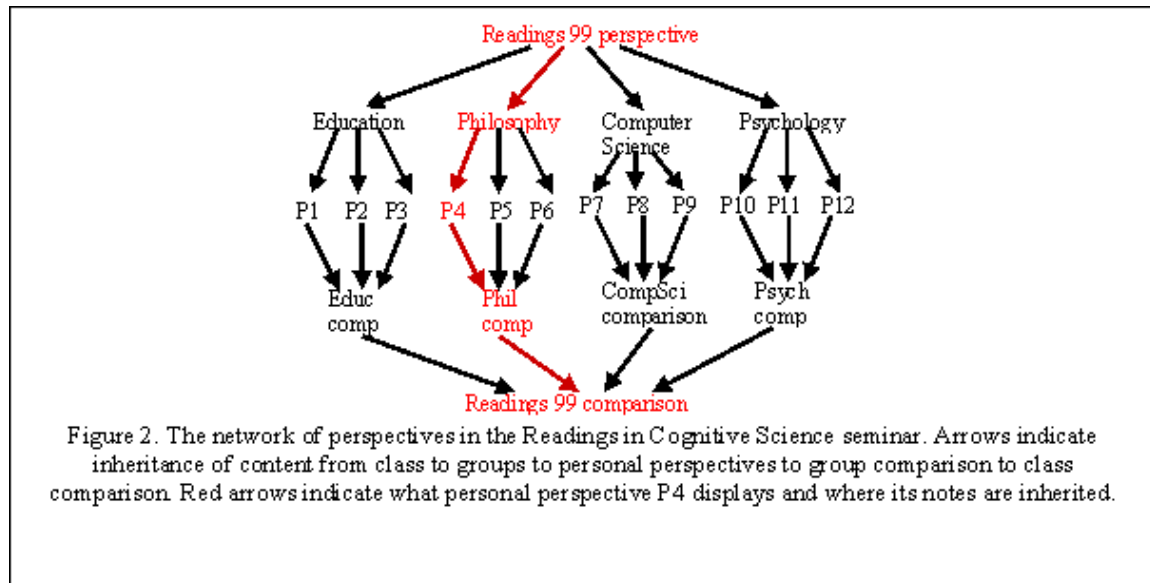 Readings 99 perspective
Education Philosophy Computer Science Psychology
P1 P2 P3 P4 P5 P6 P7 P8 P9 P10 P11 P12
Educ comp Phil comp CompSci comparison Psych comp
Readings 99 comparison
Figure 2. The network of perspectives in the Readings in Cognitive Science seminar. Arrows indicate
inheritance of content from class to groups to personal perspectives to group comparison to class
comparison. Red arrows indicate what personal perspective P4 displays and where its notes are inherited.